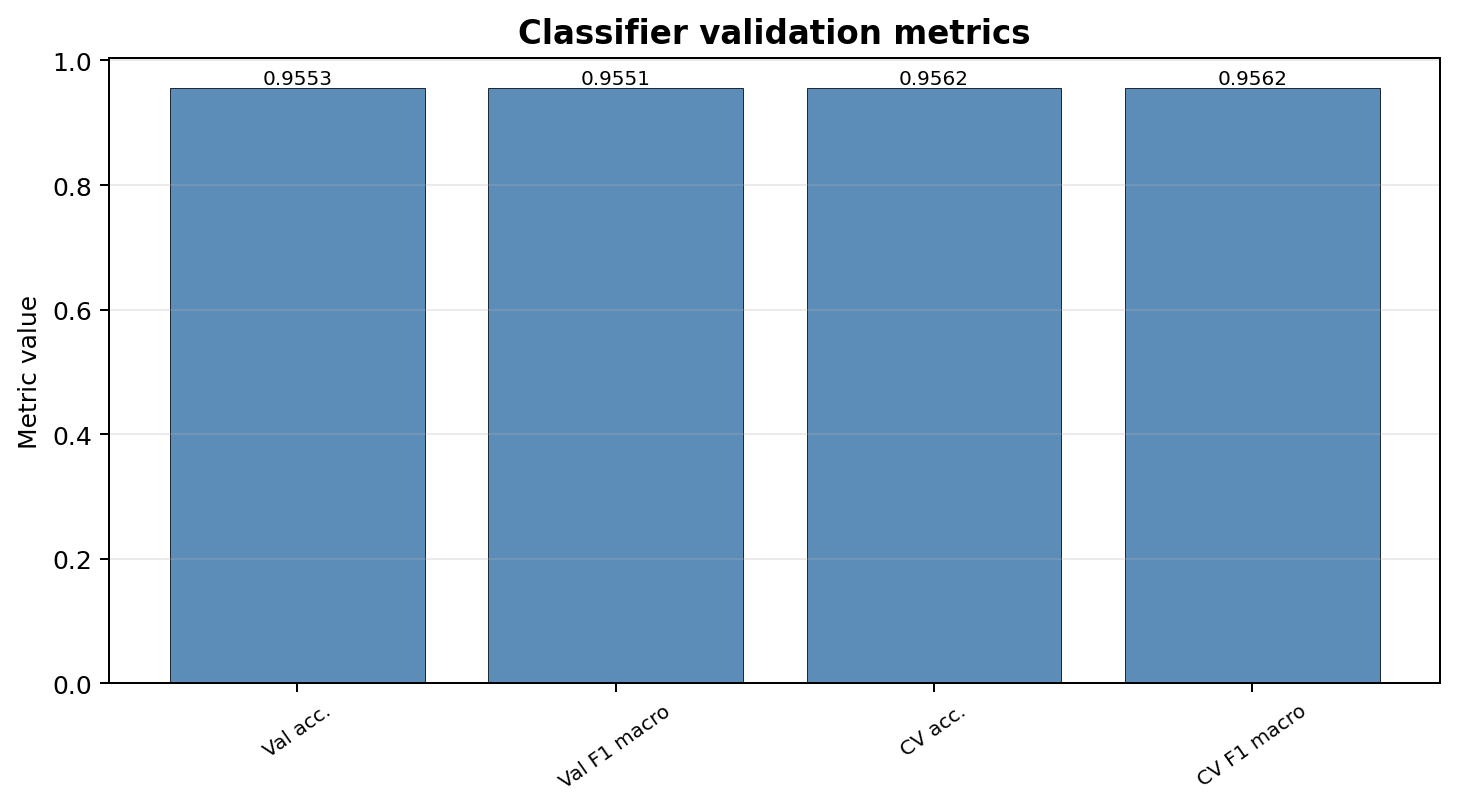 Classifier validation metrics
1.0
0.8
0.6
0.4
0.2
0.0
Metric value
0.9553
0.9551
0.9562
0.9562
Val acc.
Val F1 macro
CV acc.
CV F1 macro